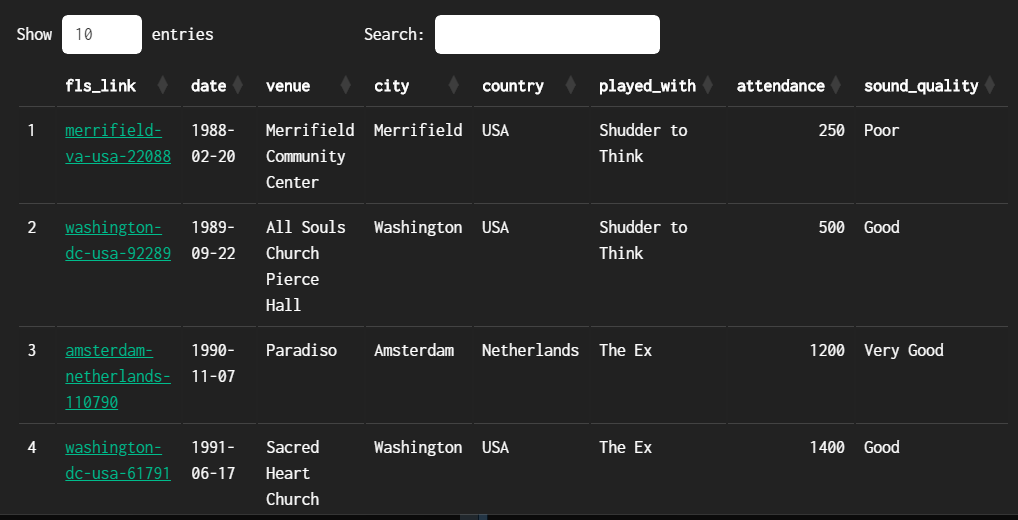 Show 10 entries Search:
fls_link date venue city country played_with attendance sound_quality
1 merrifield- 1988- Merrifield Merrifield USA Shudder to 250 Poor
va-usa-22088 02-20 Community Think
Center
2 washington- 1989- All Souls Washington USA Shudder to 500 Good
dc-usa-92289 09-22 Church Think
Pierce
Hall
3 amsterdam- 1990- Paradiso Amsterdam Netherlands The Ex 1200 Very Good
netherlands- 11-07
110790
4 washington- 1991- Sacred Washington USA The Ex 1400 Good
dc-usa-61791 06-17 Heart
Church